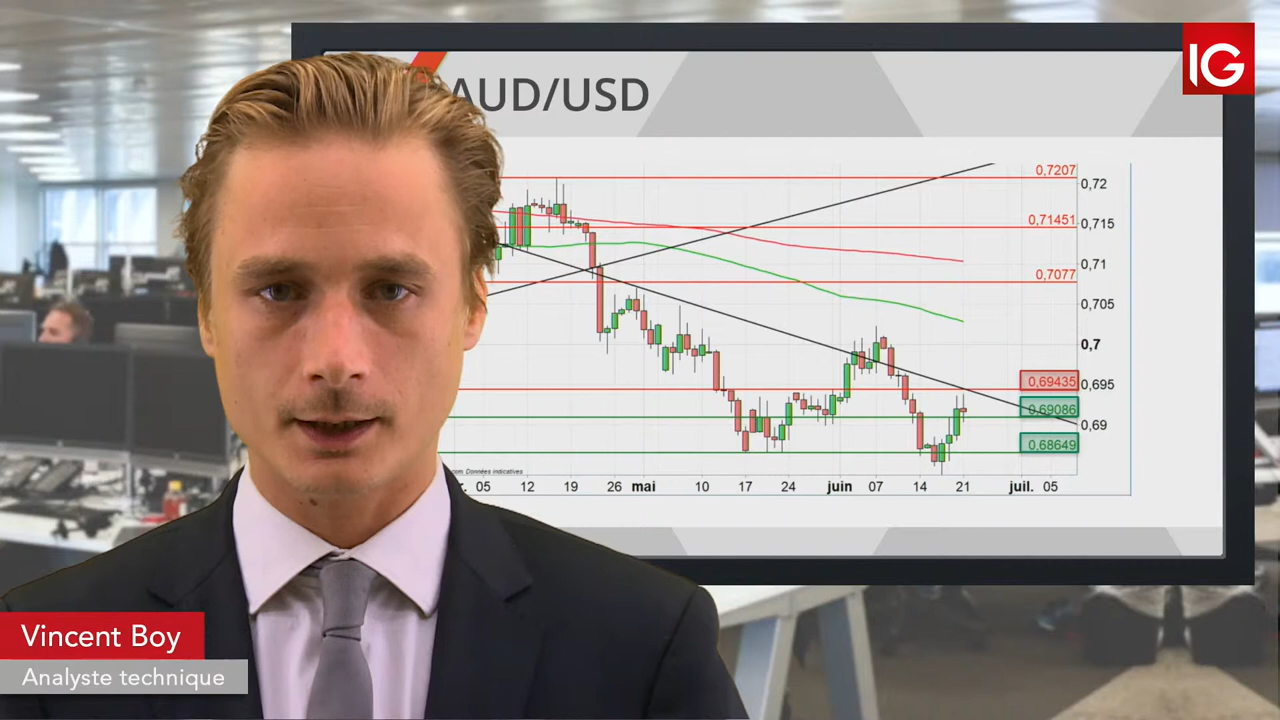 IG
AUD/USD
0,7207
0,72
0,71451
0,715
0,71
0,7077
0,705
0,7
0,69435
0,695
0,69086
0,69
0,68649
com. Données indicatives
r. 05 12 19 26 mai 10 17 24 juin 07 14 21 juil. 05
Vincent Boy
Analyste technique